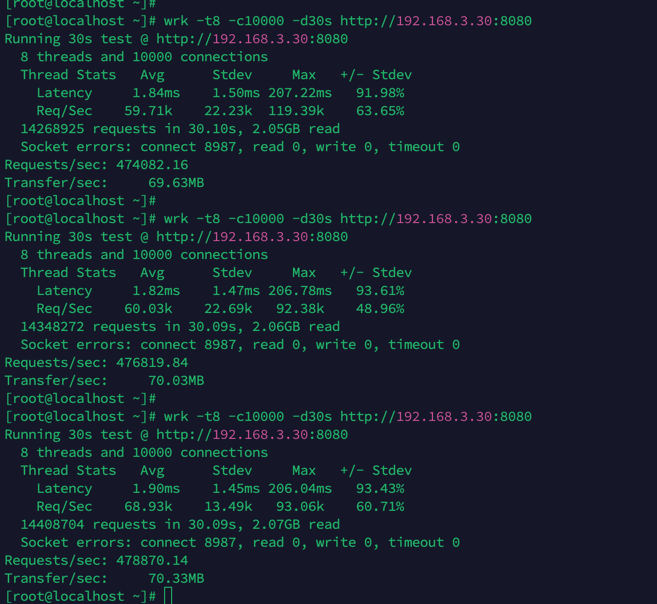 [root@localhost ~]#
[root@localhost ~]# wrk -t8 -c10000 -d30s http://192.168.3.30:8080
Running 30s test @ http://192.168.3.30:8080
  8 threads and 10000 connections
  Thread Stats   Avg      Stdev     Max   +/- Stdev
    Latency     1.84ms    1.50ms 207.22ms   91.98%
    Req/Sec    59.71k    22.23k  119.39k    63.65%
  14268925 requests in 30.10s, 2.05GB read
  Socket errors: connect 8987, read 0, write 0, timeout 0
Requests/sec: 474082.16
Transfer/sec:     69.63MB
[root@localhost ~]#
[root@localhost ~]# wrk -t8 -c10000 -d30s http://192.168.3.30:8080
Running 30s test @ http://192.168.3.30:8080
  8 threads and 10000 connections
  Thread Stats   Avg      Stdev     Max   +/- Stdev
    Latency     1.82ms    1.47ms 206.78ms   93.61%
    Req/Sec    60.03k    22.69k   92.38k    48.96%
  14348272 requests in 30.09s, 2.06GB read
  Socket errors: connect 8987, read 0, write 0, timeout 0
Requests/sec: 476819.84
Transfer/sec:     70.03MB
[root@localhost ~]#
[root@localhost ~]# wrk -t8 -c10000 -d30s http://192.168.3.30:8080
Running 30s test @ http://192.168.3.30:8080
  8 threads and 10000 connections
  Thread Stats   Avg      Stdev     Max   +/- Stdev
    Latency     1.90ms    1.45ms 206.04ms   93.43%
    Req/Sec    68.93k    13.49k   93.06k    60.71%
  14408704 requests in 30.09s, 2.07GB read
  Socket errors: connect 8987, read 0, write 0, timeout 0
Requests/sec: 478870.14
Transfer/sec:     70.33MB
[root@localhost ~]#